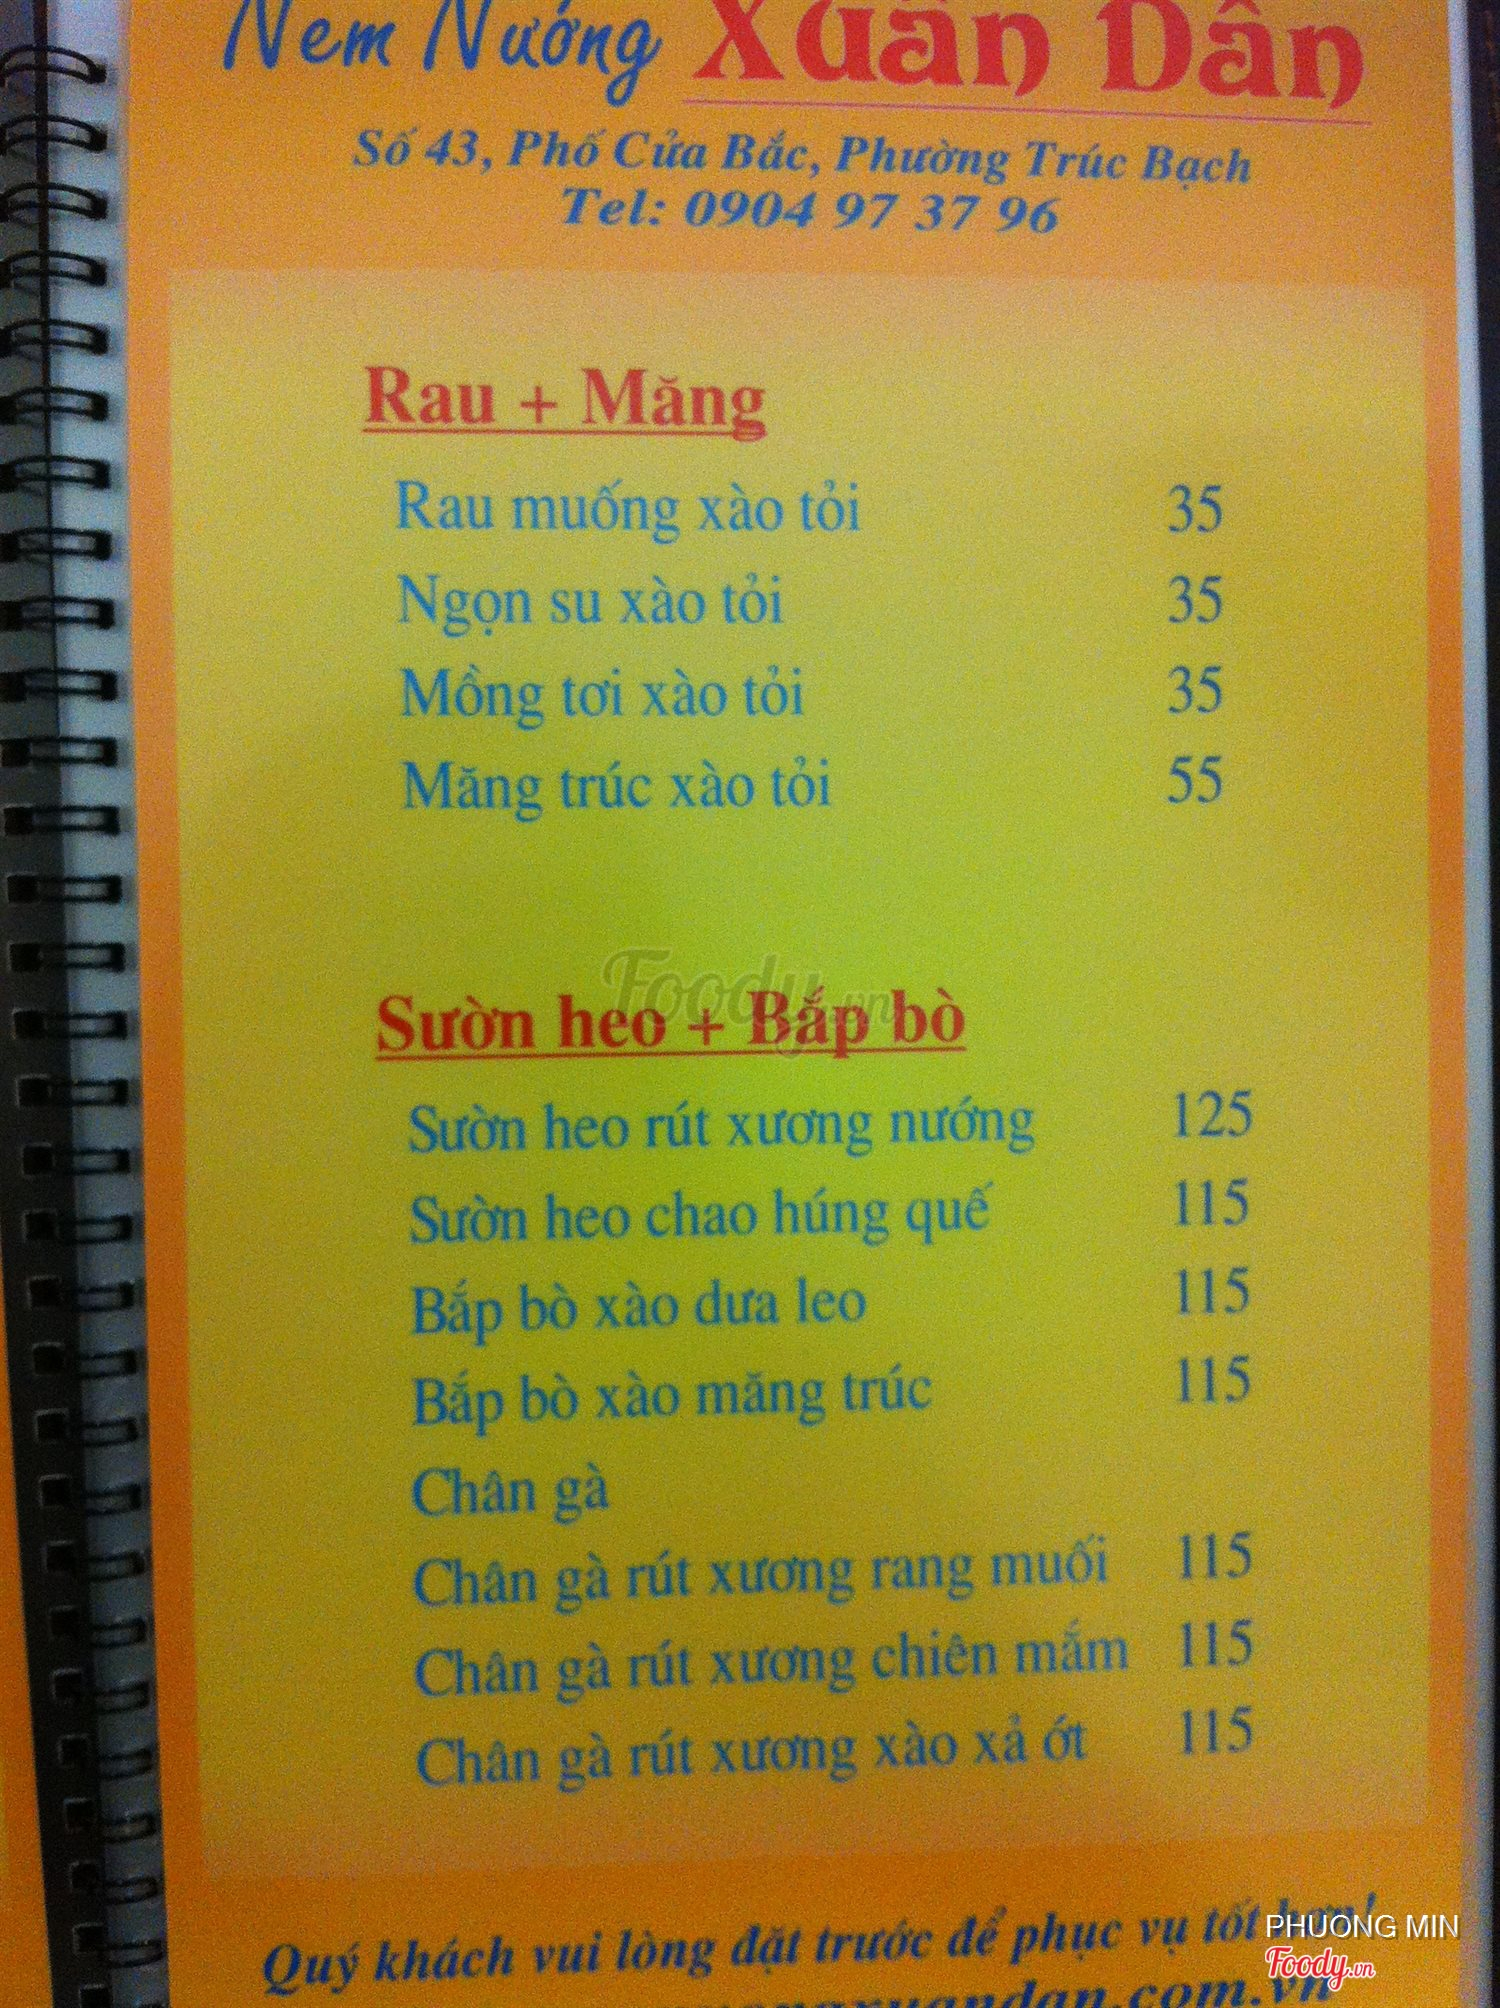 Nem Nướng Xuân Dần
Số 43, Phố Cửa Bắc, Phường Trúc Bạch
Tel: 0904 97 37 96
Rau + Măng
Rau muống xào tỏi 35
Ngọn su xào tỏi 35
Mồng tơi xào tỏi 35
Măng trúc xào tỏi 55
Foody.vn
Sườn heo + Bắp bò
Sườn heo rút xương nướng 125
Sườn heo chao húng quế 115
Bắp bò xào dưa leo 115
Bắp bò xào măng trúc 115
Chân gà
Chân gà rút xương rang muối 115
Chân gà rút xương chiên mắm 115
Chân gà rút xương xào xả ớt 115
Quý khách vui lòng đặt trước để phục vụ tốt hơn!
PHUONG MIN
Foody.vn